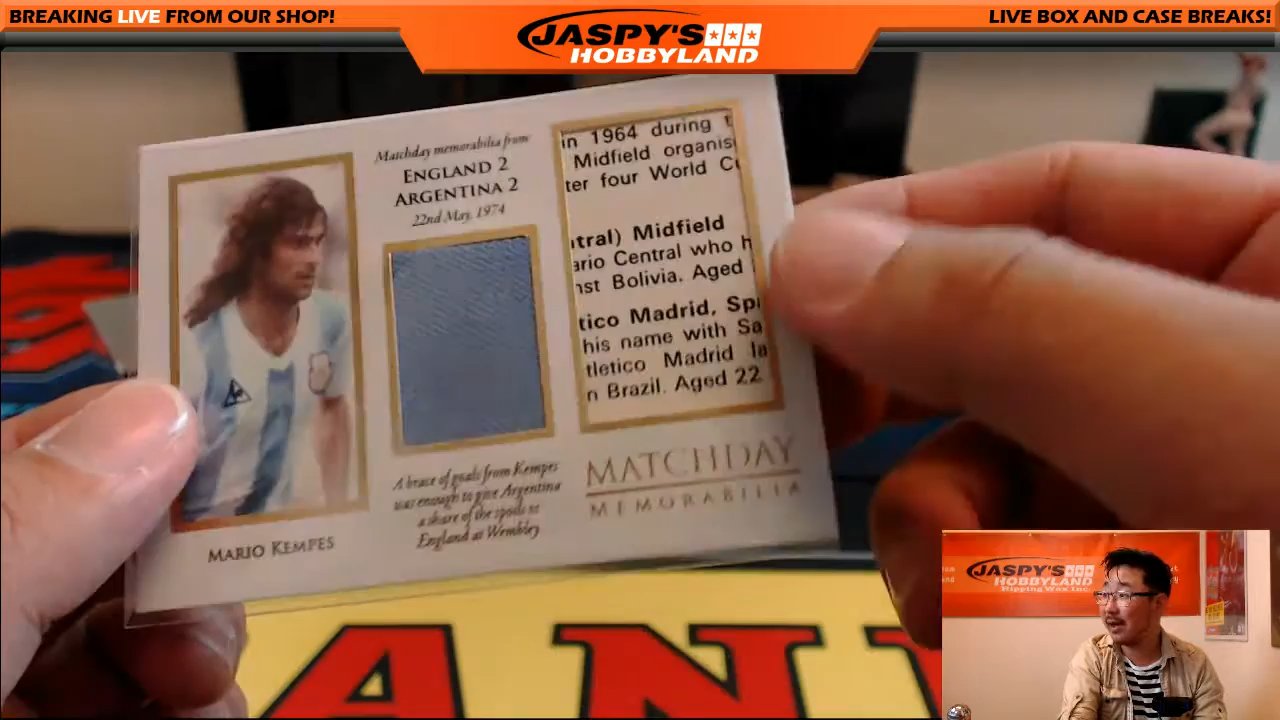 BREAKING LIVE FROM OUR SHOP!
JASPY'S
HOBBYLAND
LIVE BOX AND CASE BREAKS!
Matchday memorabilia from
ENGLAND 2
ARGENTINA 2
22nd May, 1974
in 1964 during
Midfield organis
ter four World
tral) Midfield
ario Central who h
nst Bolivia. Aged
tico Madrid, Spi
his name with Sa
tletico Madrid la
n Brazil. Aged 22
A brace of goals from Kempes
was enough to give Argentina
a share of the spoils vs
England at Wembley
MATCHDAY
MEMORABILIA
MARIO KEMPES
ANI
JASPY'S
HOBBYLAND
Ripping Wax Inc